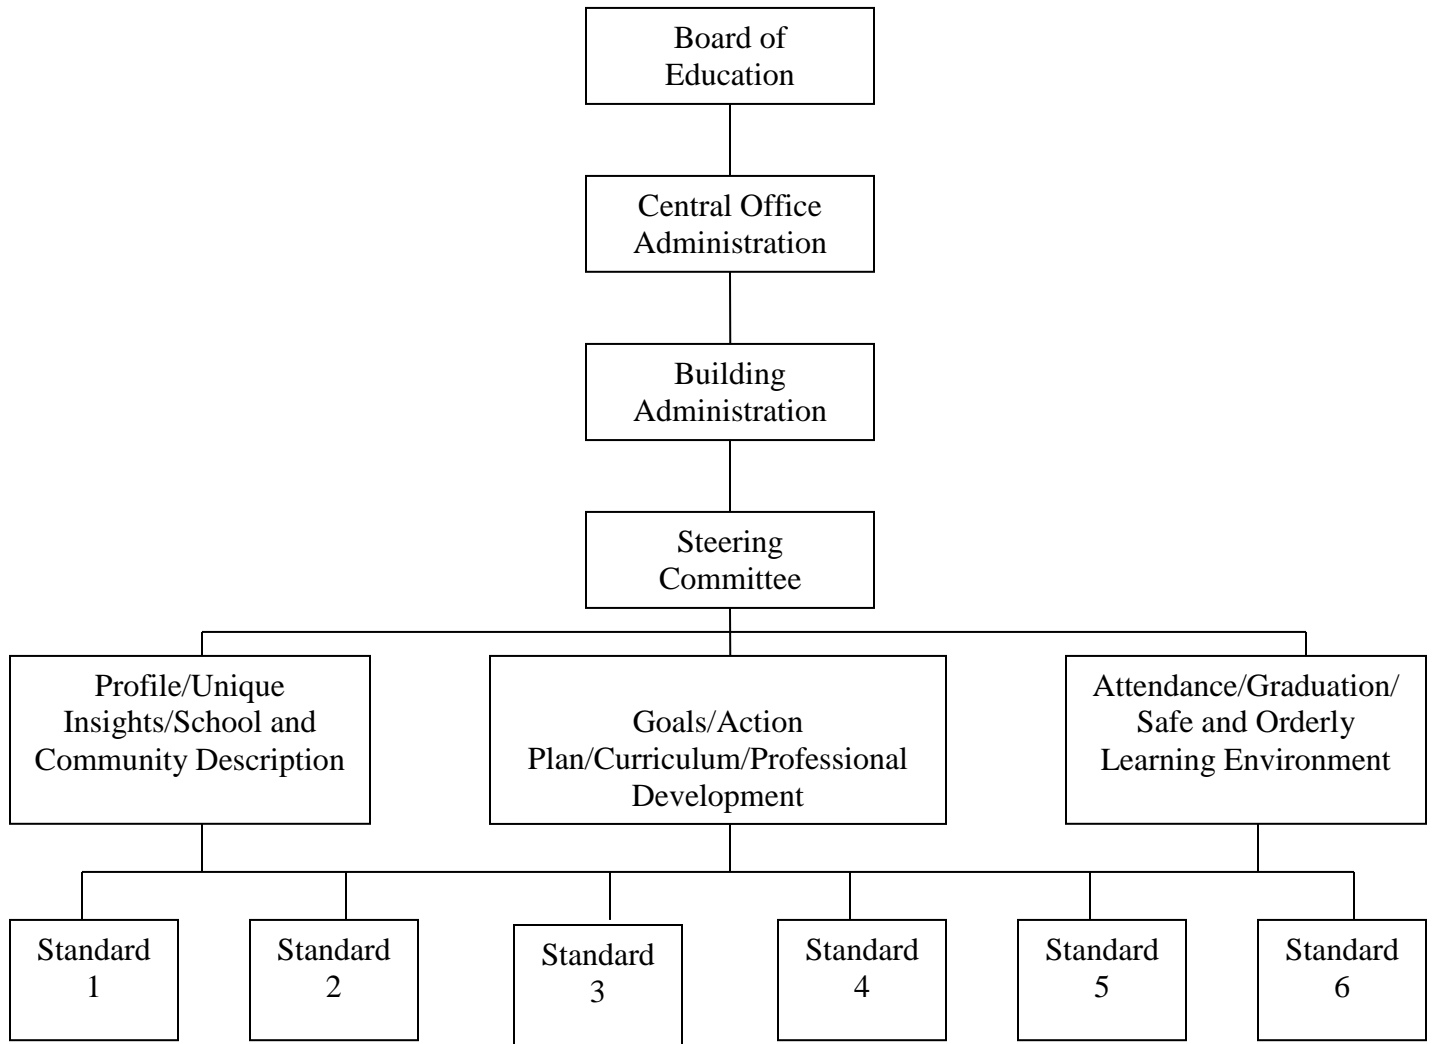 Board of
Education
Central Office
Administration
Building
Administration
Steering
Committee
Profile/Unique
Insights/School and
Community Description
Goals/Action
Plan/Curriculum/Professional
Development
Attendance/Graduation/
Safe and Orderly
Learning Environment
Standard
1
Standard
2
Standard
3
Standard
4
Standard
5
Standard
6